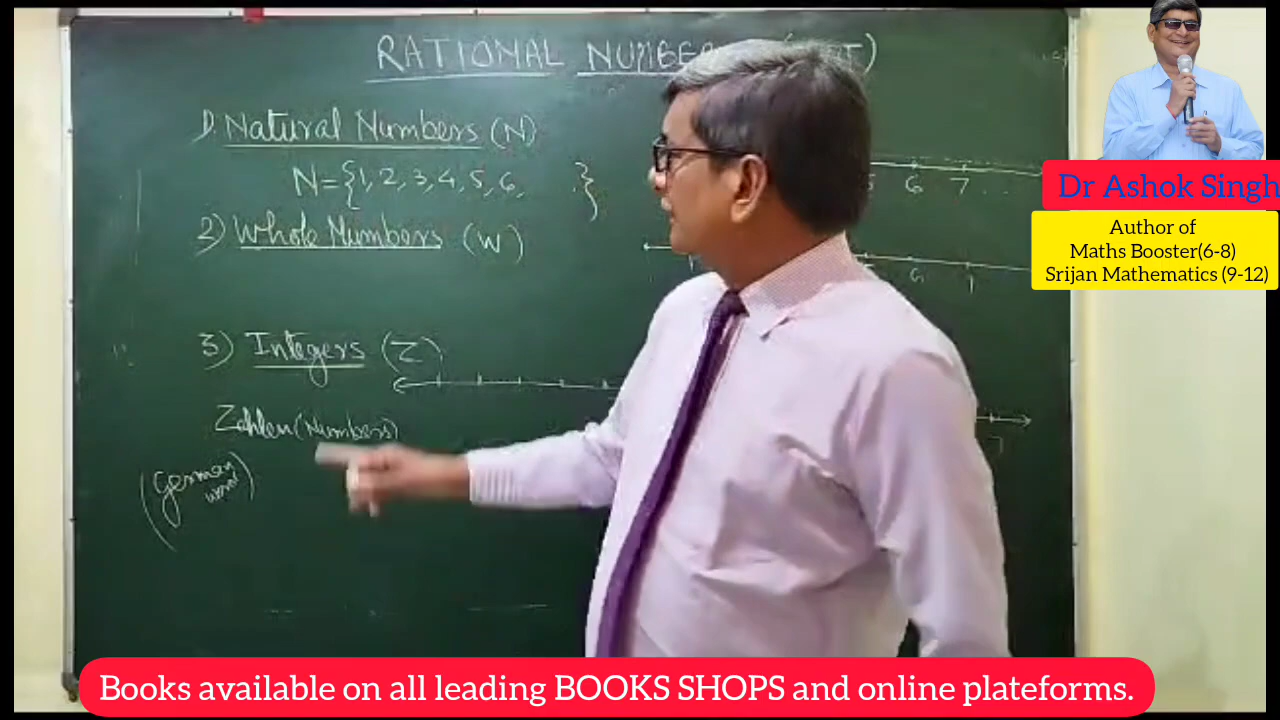 RATIONAL NUMBE
1) Natural Numbers (N)
N={1, 2, 3, 4, 5, 6, . }
6 7 . .
2) Whole Numbers (W)
3) Integers (Z)
Zahlen (Numbers)
(German word)
Dr Ashok Singh
Author of
Maths Booster(6-8)
Srijan Mathematics (9-12)
Books available on all leading BOOKS SHOPS and online plateforms.